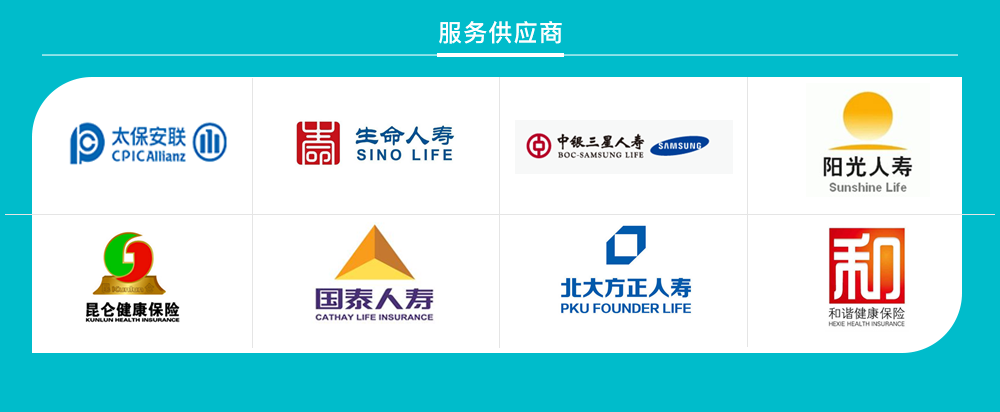 服务供应商
太保安联
CPIC Allianz
生命人寿
SINO LIFE
中银三星人寿
BOC-SAMSUNG LIFE
SAMSUNG
阳光人寿
Sunshine Life
昆仑健康保险
KUNLUN HEALTH INSURANCE
国泰人寿
CATHAY LIFE INSURANCE
北大方正人寿
PKU FOUNDER LIFE
和
和谐健康保险
HEXIE HEALTH INSURANCE